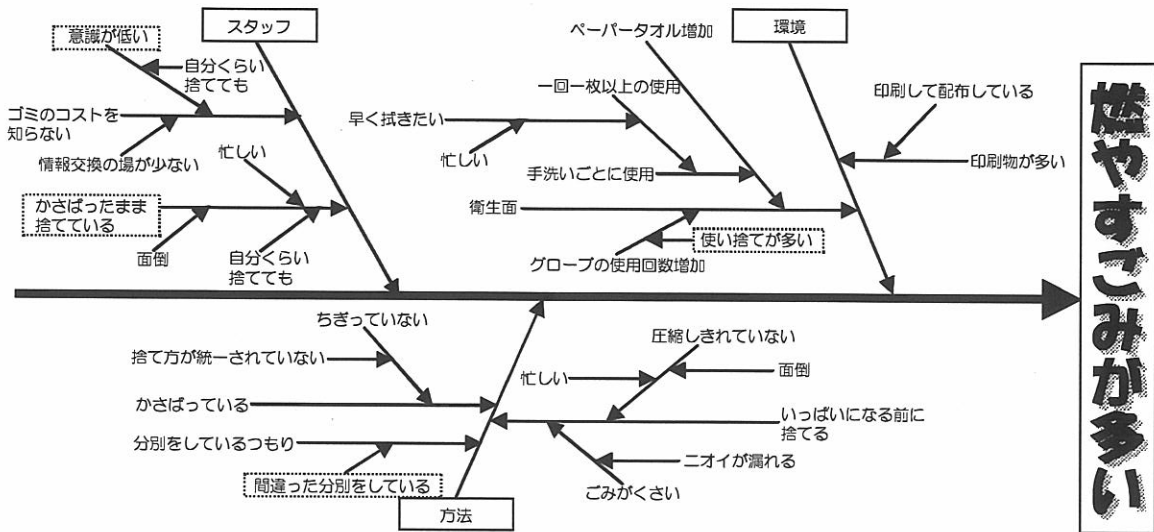 スタッフ
意識が低い
自分くらい
捨てても
ゴミのコストを
知らない
情報交換の場が少ない
忙しい
かさばったまま
捨てている
面倒
自分くらい
捨てても
ペーパータオル増加
環境
一回一枚以上の使用
早く拭きたい
忙しい
手洗いごとに使用
衛生面
使い捨てが多い
グローブの使用回数増加
印刷して配布している
印刷物が多い
ちぎっていない
捨て方が統一されていない
かさばっている
分別をしているつもり
間違った分別をしている
方法
圧縮しきれていない
忙しい
面倒
いっぱいになる前に
捨てる
ニオイが漏れる
ごみがくさい
燃やすごみが多い